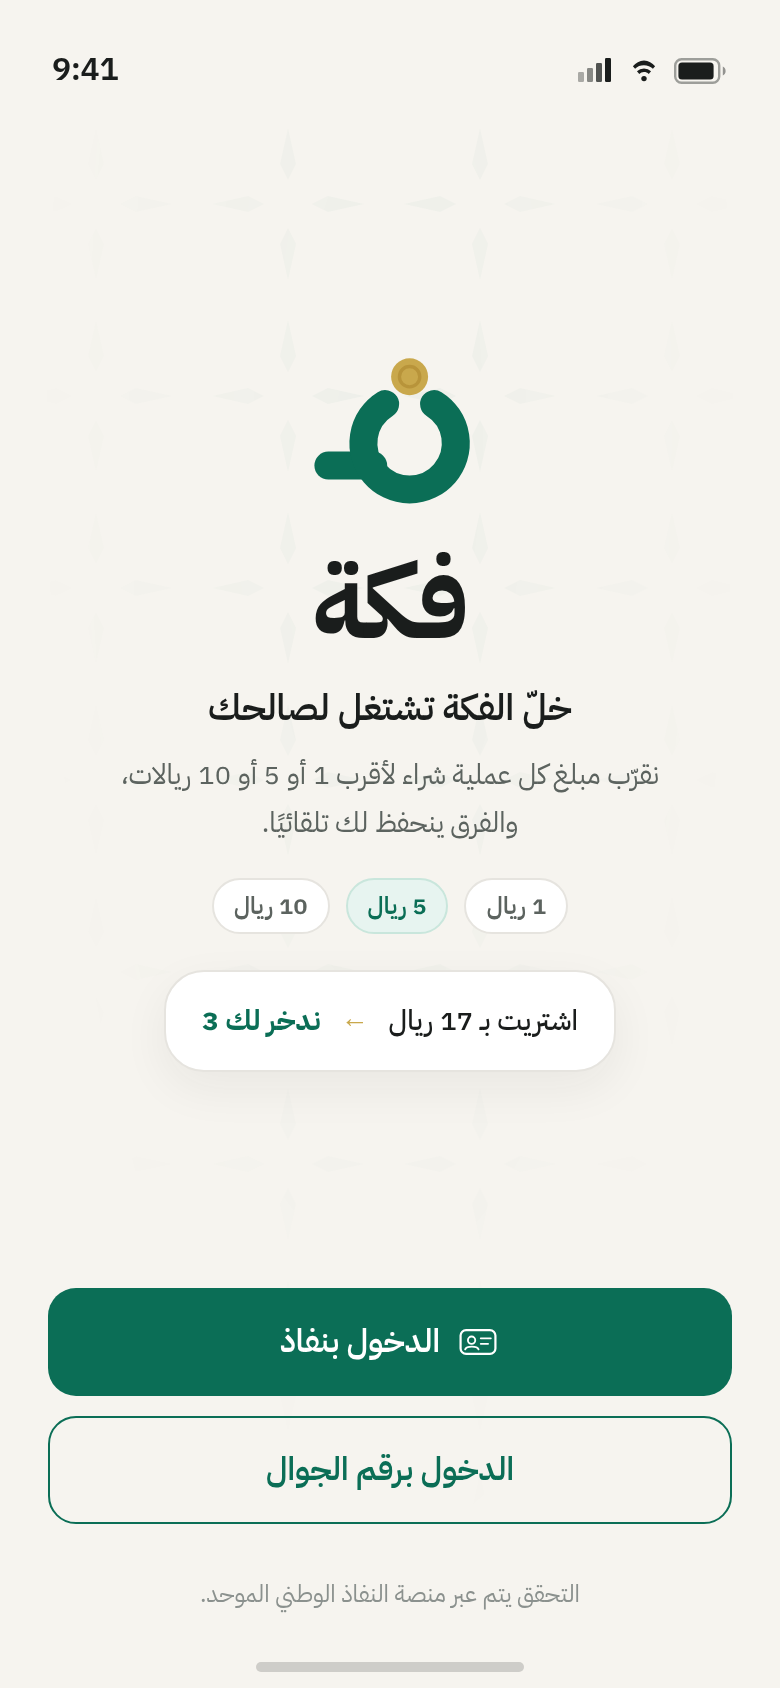 9:41
فكة
خلّ الفكة تشتغل لصالحك
نقرّب مبلغ كل عملية شراء لأقرب 1 أو 5 أو 10 ريالات،
والفرق ينحفظ لك تلقائيًا.
1 ريال
5 ريال
10 ريال
اشتريت بـ 17 ريال ← ندخر لك 3
الدخول بنفاذ
الدخول برقم الجوال
التحقق يتم عبر منصة النفاذ الوطني الموحد.